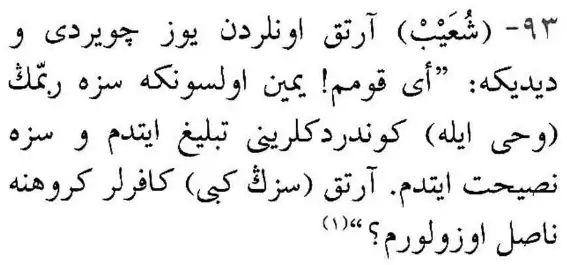 ٩٣- (شُعَيْبْ) آرتق اونلردن يوز چويردى و
ديديكه: ”أى قومم! يمين اولسونكه سزه ربمّڭ
(وحى ايله) كوندردكلرينى تبليغ ايتدم و سزه
نصيحت ايتدم. آرتق (سزڭ كبى) كافرلر كروهنه
ناصل اوزولورم؟“(١)